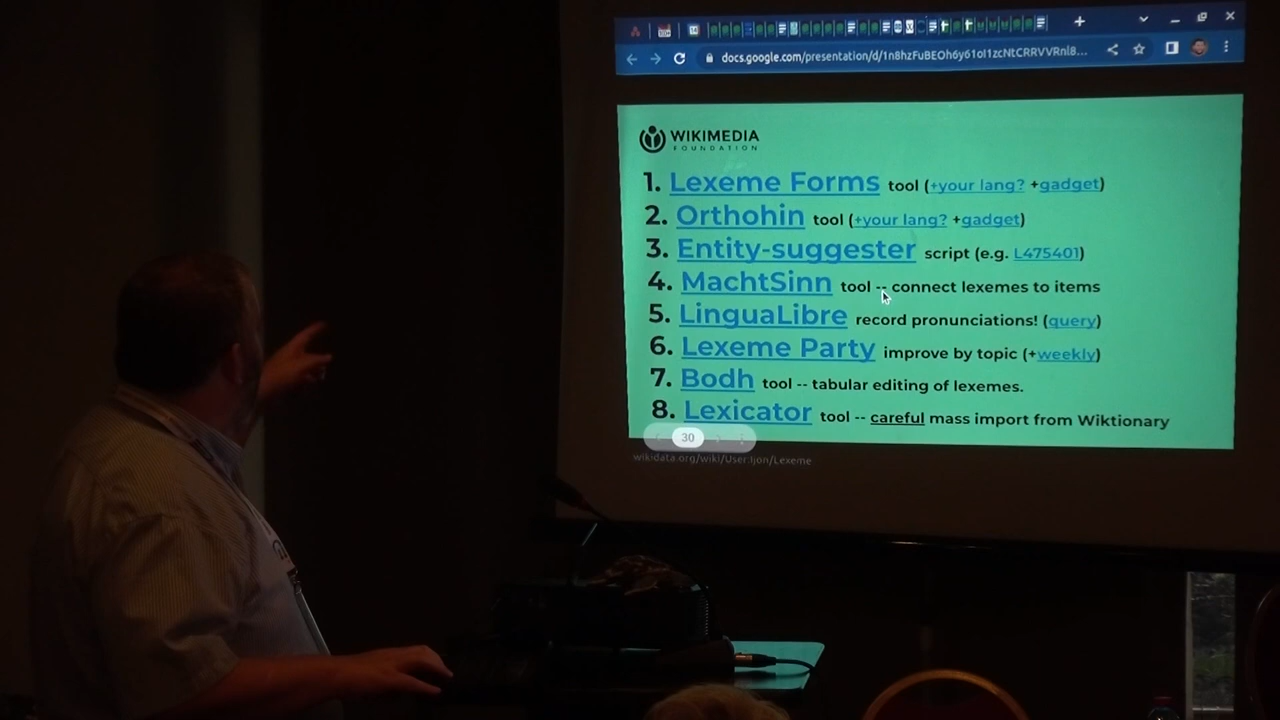 docs.google.com/presentation/d/1n8hzFuBEOh6y61oI1zcNtCRRVVRnl8...
WIKIMEDIA
FOUNDATION
1. Lexeme Forms tool (+your lang? +gadget)
2. Orthohin tool (+your lang? +gadget)
3. Entity-suggester script (e.g. L475401)
4. MachtSinn tool -- connect lexemes to items
5. LinguaLibre record pronunciations! (query)
6. Lexeme Party improve by topic (+weekly)
7. Bodh tool -- tabular editing of lexemes.
8. Lexicator tool -- careful mass import from Wiktionary
30
wikidata.org/wiki/User:Ijon/Lexeme